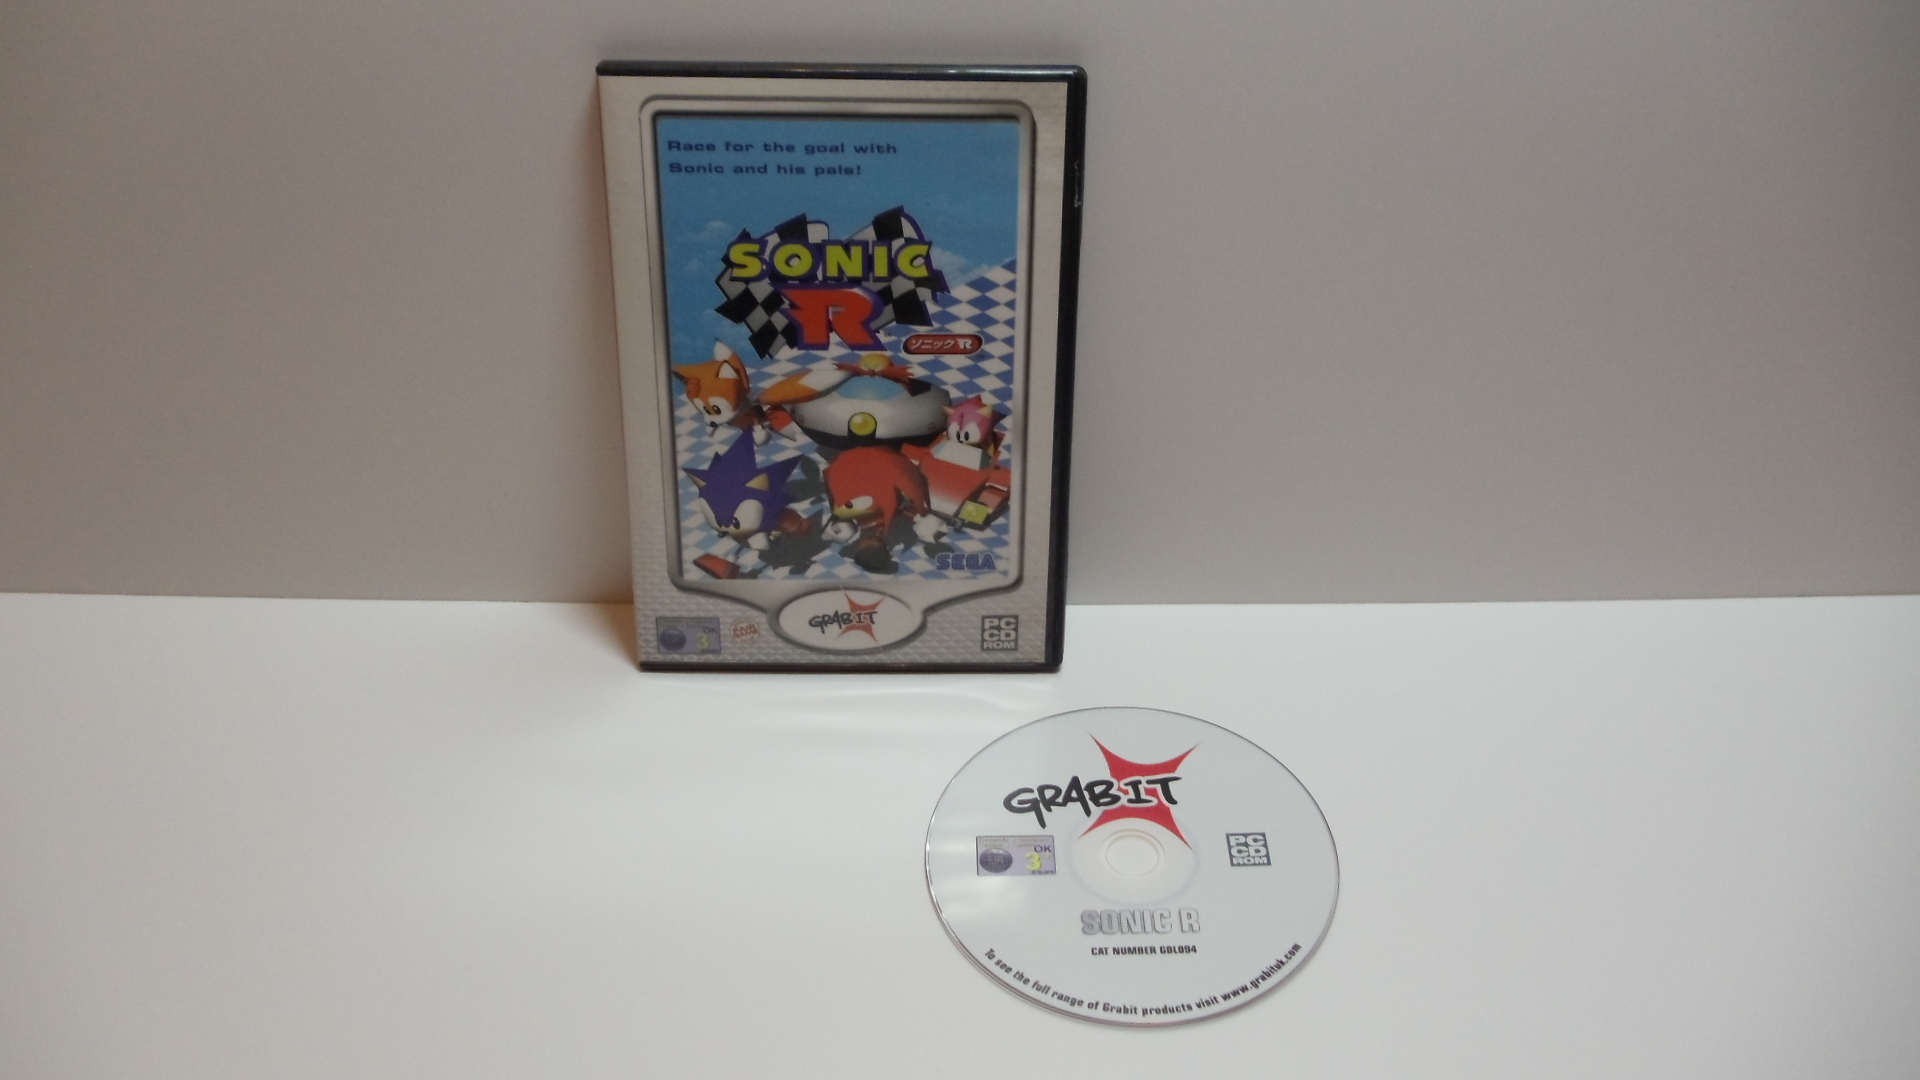 Race for the goal with
Sonic and his pals!
SONIC
R
ソニックR
SEGA
GRABIT
OK
3
PC
CD
ROM
GRABIT
OK
3
PC
CD
ROM
SONIC R
CAT NUMBER GDL094
To see the full range of Grabit products visit www.grabituk.com